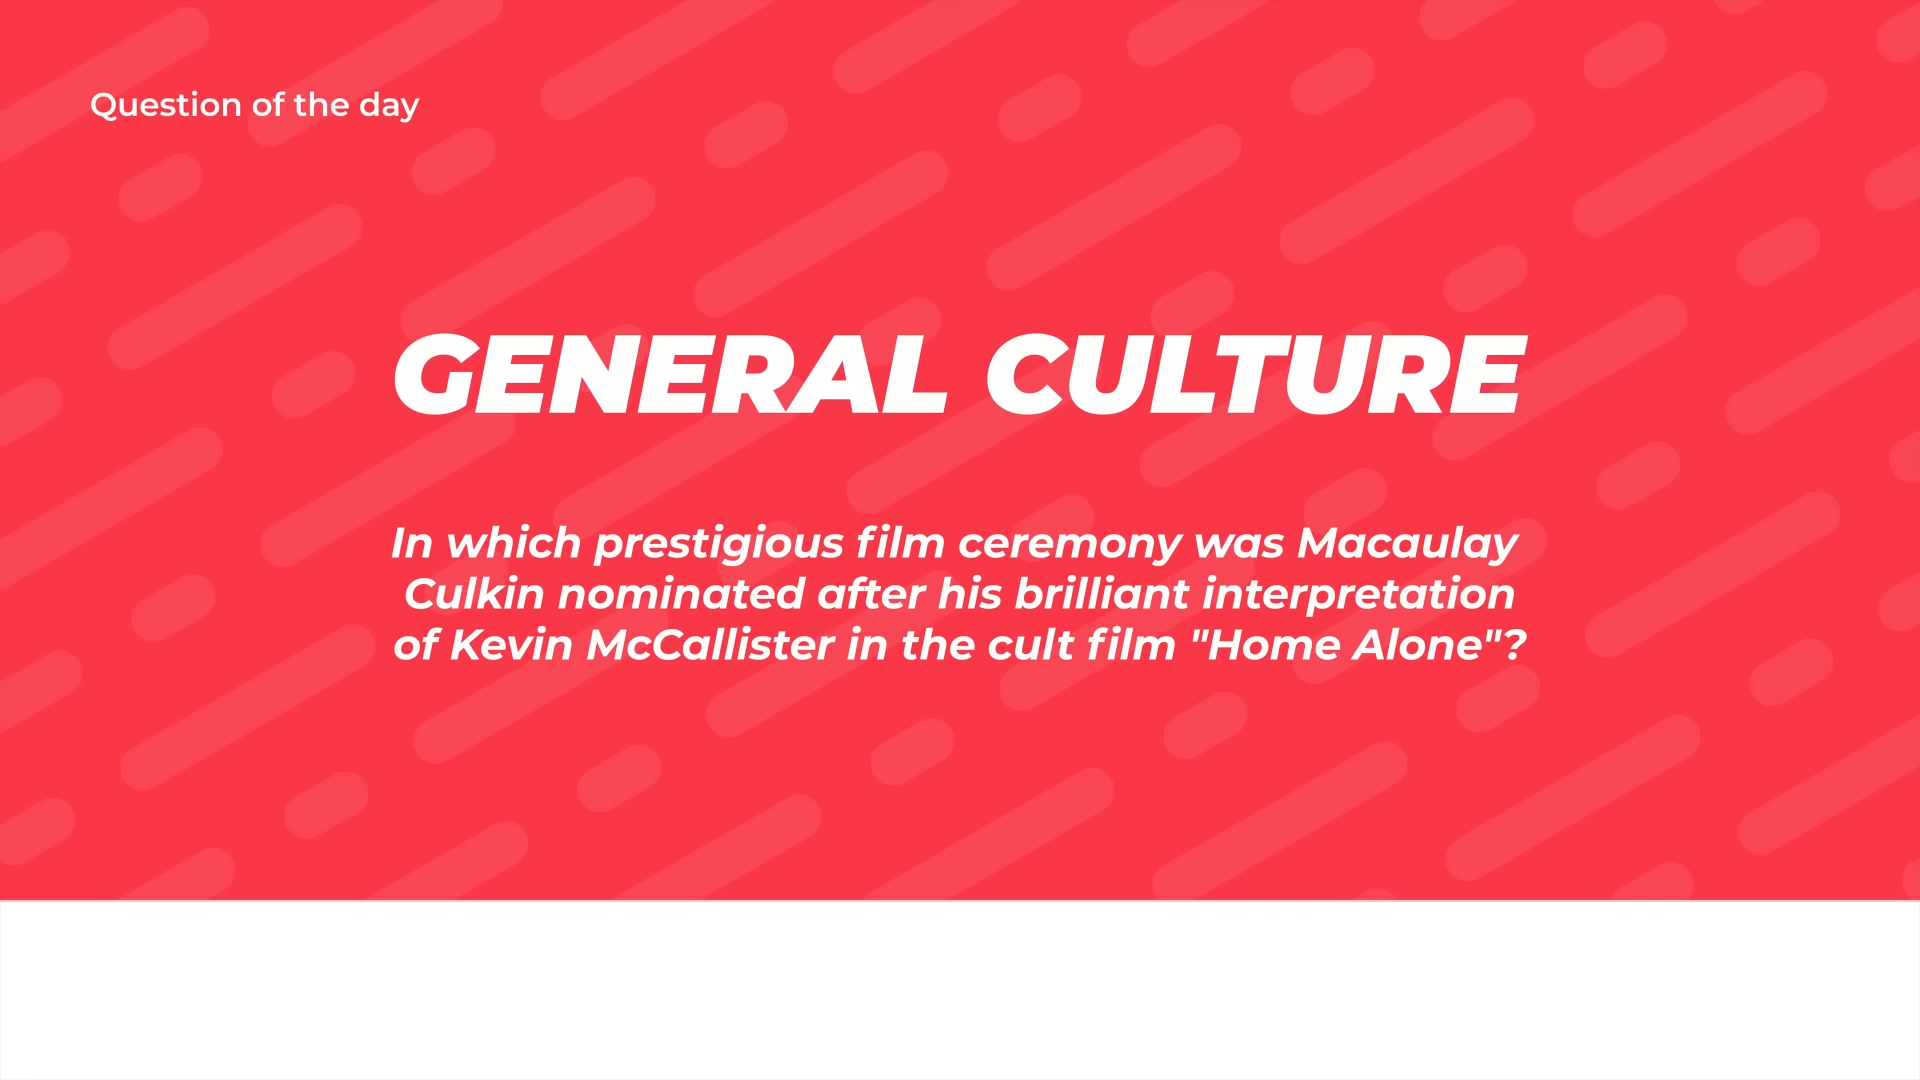 Question of the day
GENERAL CULTURE
In which prestigious film ceremony was Macaulay
Culkin nominated after his brilliant interpretation
of Kevin McCallister in the cult film "Home Alone"?